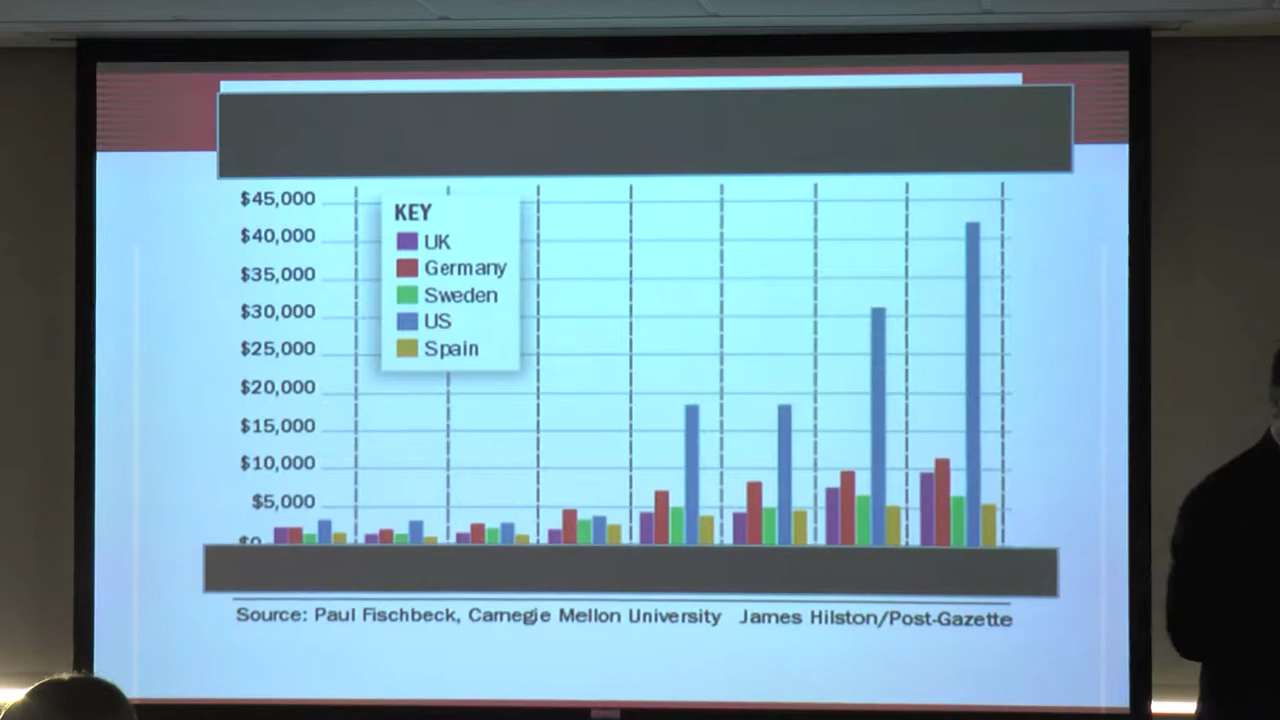 $45,000
$40,000
$35,000
$30,000
$25,000
$20,000
$15,000
$10,000
$5,000
$0
KEY
UK
Germany
Sweden
US
Spain
Source: Paul Fischbeck, Carnegie Mellon University James Hilston/Post-Gazette